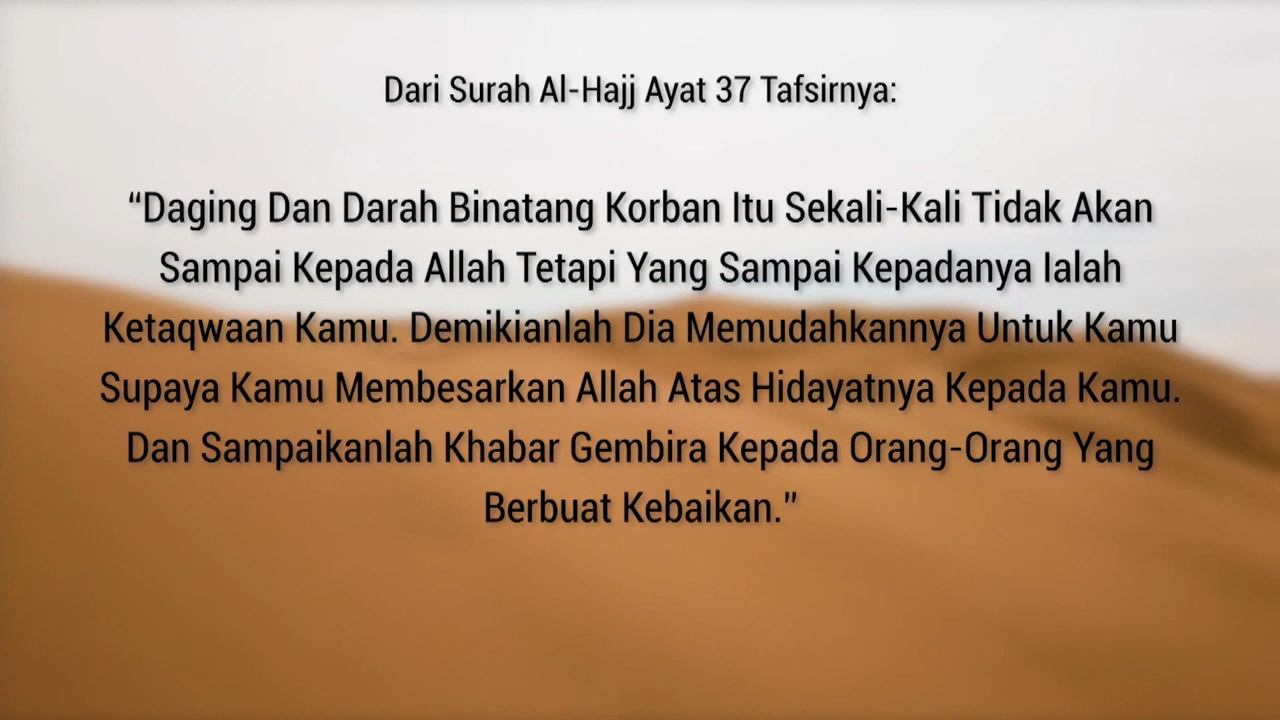 Dari Surah Al-Hajj Ayat 37 Tafsirnya:
“Daging Dan Darah Binatang Korban Itu Sekali-Kali Tidak Akan
Sampai Kepada Allah Tetapi Yang Sampai Kepadanya Ialah
Ketaqwaan Kamu. Demikianlah Dia Memudahkannya Untuk Kamu
Supaya Kamu Membesarkan Allah Atas Hidayatnya Kepada Kamu.
Dan Sampaikanlah Khabar Gembira Kepada Orang-Orang Yang
Berbuat Kebaikan.”